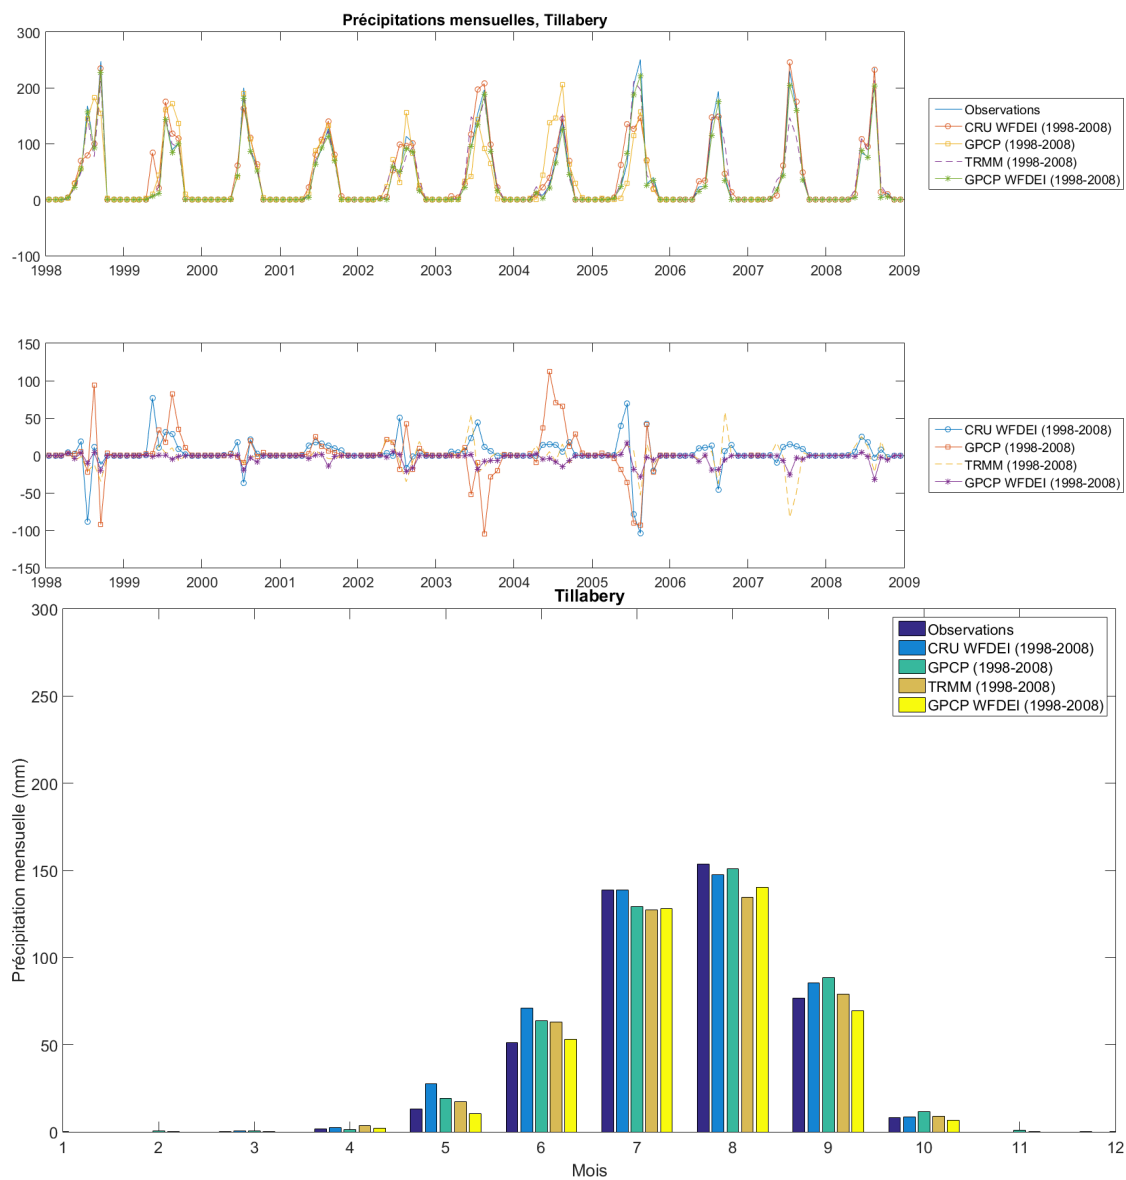 Précipitations mensuelles, Tillabery
300
200
100
0
-100
1998 1999 2000 2001 2002 2003 2004 2005 2006 2007 2008 2009
Observations
CRU WFDEI (1998-2008)
GPCP (1998-2008)
TRMM (1998-2008)
GPCP WFDEI (1998-2008)
150
100
50
0
-50
-100
-150
1998 1999 2000 2001 2002 2003 2004 2005 2006 2007 2008 2009
CRU WFDEI (1998-2008)
GPCP (1998-2008)
TRMM (1998-2008)
GPCP WFDEI (1998-2008)
Tillabery
300
250
200
150
100
50
0
Précipitation mensuelle (mm)
Observations
CRU WFDEI (1998-2008)
GPCP (1998-2008)
TRMM (1998-2008)
GPCP WFDEI (1998-2008)
1 2 3 4 5 6 7 8 9 10 11 12
Mois